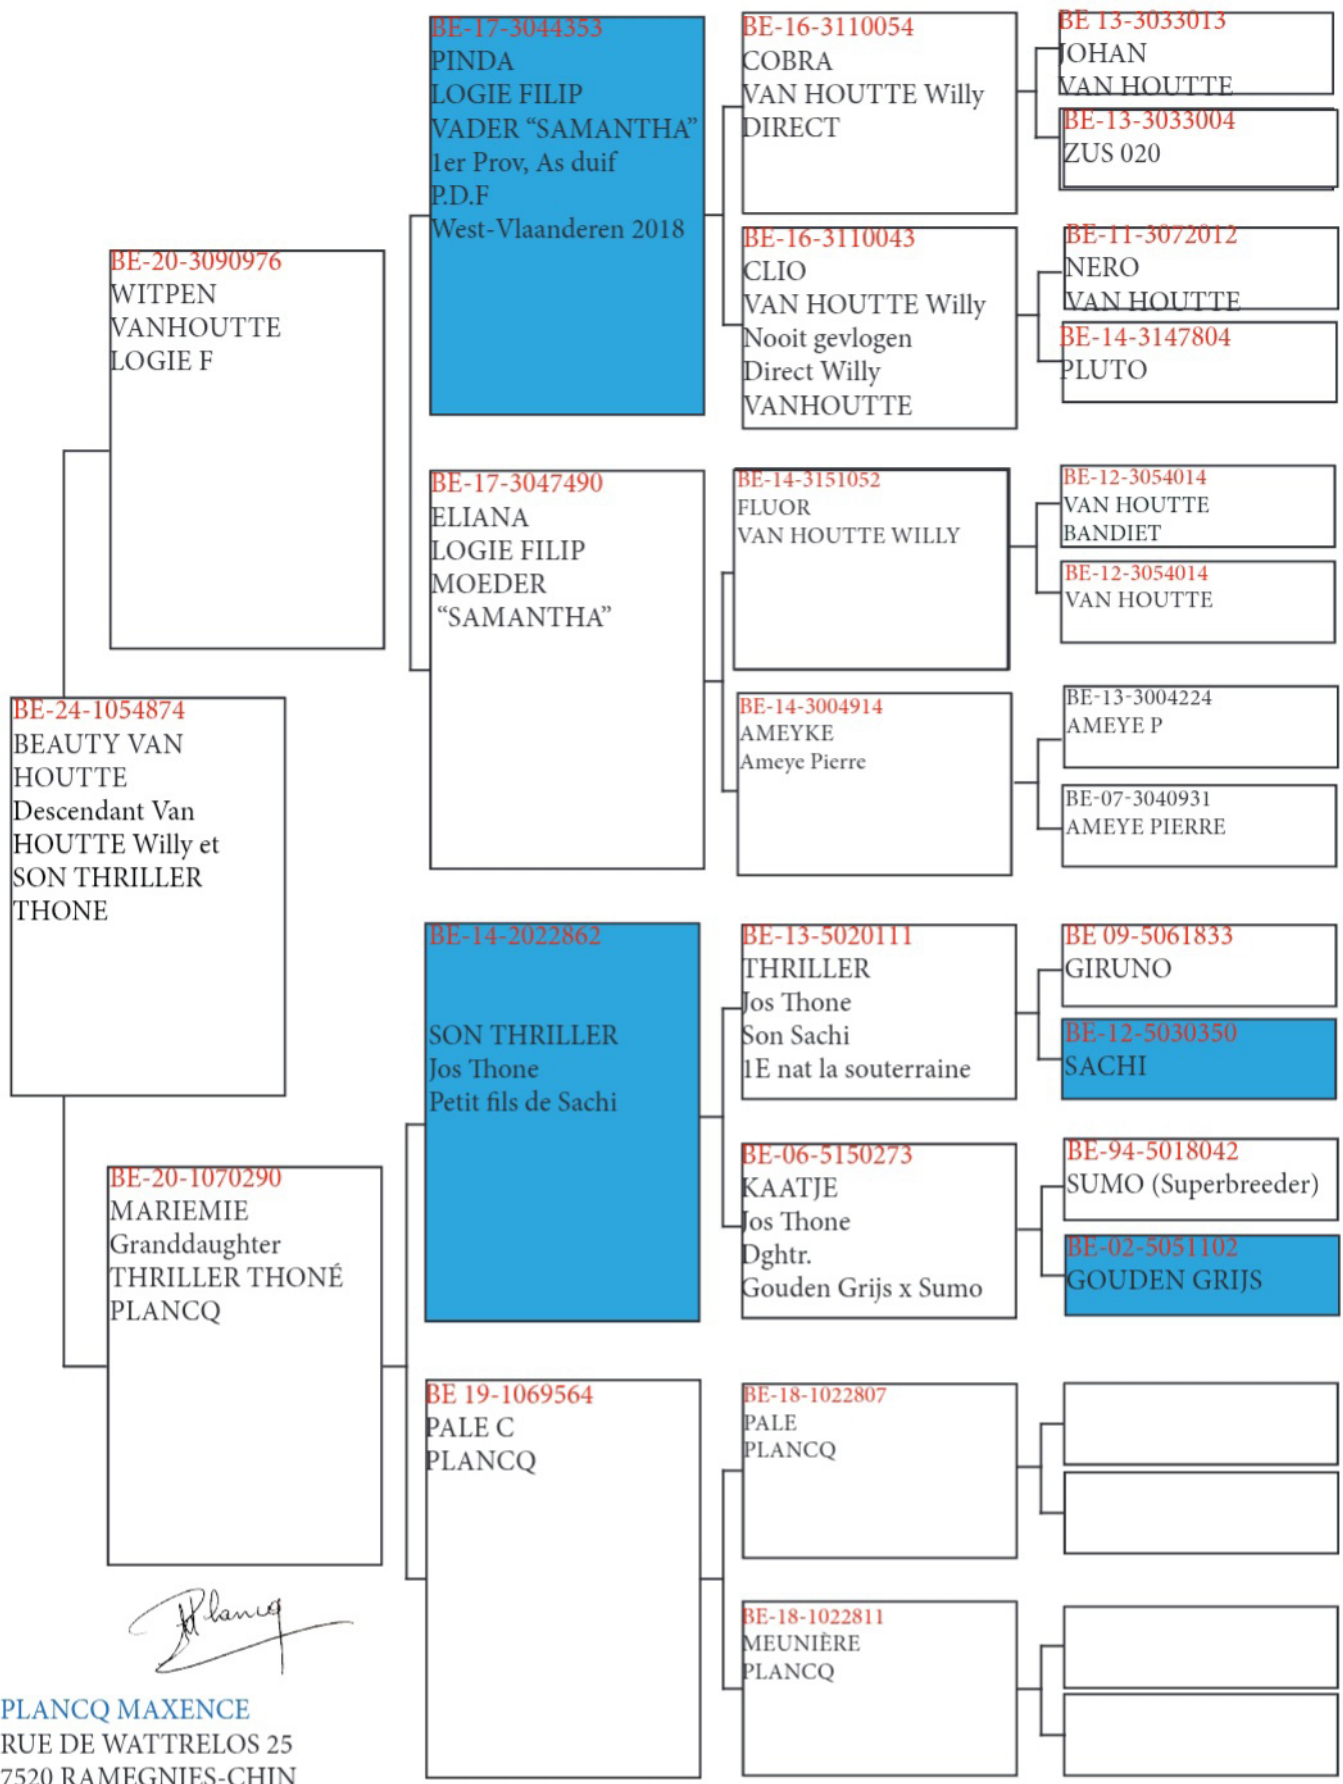 BE-17-3044353
PINDA
LOGIE FILIP
VADER “SAMANTHA”
1er Prov, As duif
P.D.F
West-Vlaanderen 2018
BE-16-3110054
COBRA
VAN HOUTTE Willy
DIRECT
BE 13-3033013
JOHAN
VAN HOUTTE
BE-13-3033004
ZUS 020
BE-20-3090976
WITPEN
VANHOUTTE
LOGIE F
BE-16-3110043
CLIO
VAN HOUTTE Willy
Nooit gevlogen
Direct Willy
VANHOUTTE
BE-11-3072012
NERO
VAN HOUTTE
BE-14-3147804
PLUTO
BE-17-3047490
ELIANA
LOGIE FILIP
MOEDER
“SAMANTHA”
BE-14-3151052
FLUOR
VAN HOUTTE WILLY
BE-12-3054014
VAN HOUTTE
BANDIET
BE-12-3054014
VAN HOUTTE
BE-14-3004914
AMEYKE
Ameye Pierre
BE-13-3004224
AMEYE P
BE-07-3040931
AMEYE PIERRE
BE-24-1054874
BEAUTY VAN
HOUTTE
Descendant Van
HOUTTE Willy et
SON THRILLER
THONE
BE-14-2022862
SON THRILLER
Jos Thone
Petit fils de Sachi
BE-13-5020111
THRILLER
Jos Thone
Son Sachi
1E nat la souterraine
BE 09-5061833
GIRUNO
BE-12-5030350
SACHI
BE-20-1070290
MARIEMIE
Granddaughter
THRILLER THONÉ
PLANCQ
BE-06-5150273
KAATJE
Jos Thone
Dghtr.
Gouden Grijs x Sumo
BE-94-5018042
SUMO (Superbreeder)
BE-02-5051102
GOUDEN GRIJS
BE 19-1069564
PALE C
PLANCQ
BE-18-1022807
PALE
PLANCQ
BE-18-1022811
MEUNIÈRE
PLANCQ
Plancq
PLANCQ MAXENCE
RUE DE WATTRELOS 25
7520 RAMEGNIES-CHIN